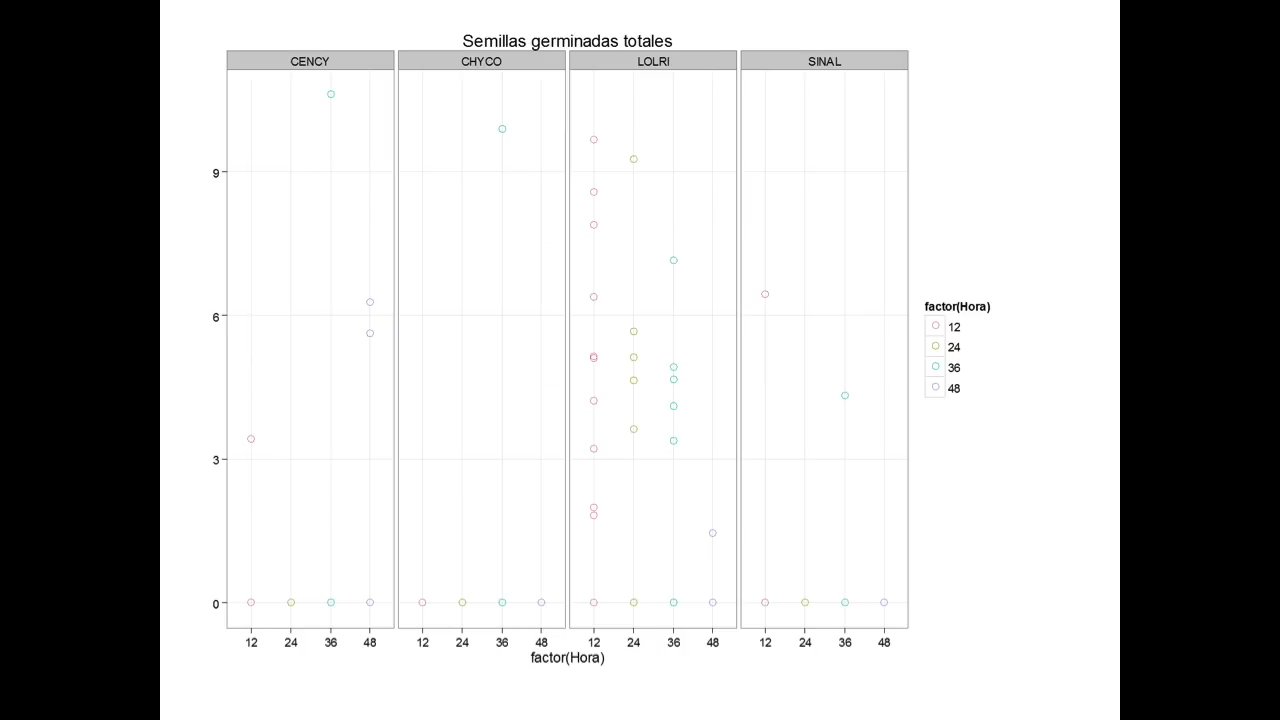 Semillas germinadas totales
CENCY CHYCO LOLRI SINAL
9
6
3
0
12 24 36 48 12 24 36 48 12 24 36 48 12 24 36 48
factor(Hora)
factor(Hora)
12
24
36
48